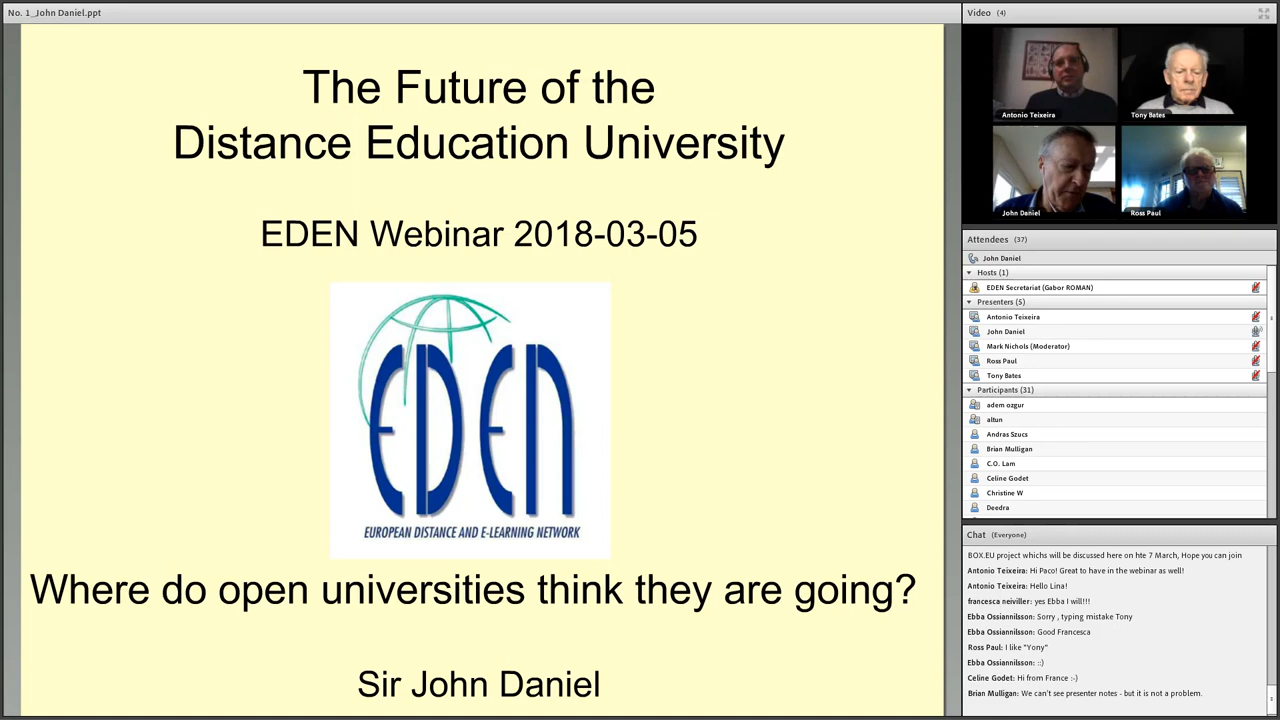 No. 1_John Daniel.ppt
The Future of the
Distance Education University
EDEN Webinar 2018-03-05
EDEN
EUROPEAN DISTANCE AND E-LEARNING NETWORK
Where do open universities think they are going?
Sir John Daniel
Video (4)
Antonio Teixeira
Tony Bates
John Daniel
Ross Paul
Attendees (37)
John Daniel
Hosts (1)
EDEN Secretariat (Gabor ROMAN)
Presenters (5)
Antonio Teixeira
John Daniel
Mark Nichols (Moderator)
Ross Paul
Tony Bates
Participants (31)
adem ozgur
altun
Andras Szucs
Brian Mulligan
C.O. Lam
Celine Godet
Christine W
Deedra
Chat (Everyone)
BOX.EU project whichs will be discussed here on hte 7 March, Hope you can join
Antonio Teixeira: Hi Paco! Great to have in the webinar as well!
Antonio Teixeira: Hello Lina!
francesca neiviller: yes Ebba I will!!!
Ebba Ossiannilsson: Sorry , typing mistake Tony
Ebba Ossiannilsson: Good Francesca
Ross Paul: I like "Yony"
Ebba Ossiannilsson: ::)
Celine Godet: Hi from France :-)
Brian Mulligan: We can't see presenter notes - but it is not a problem.